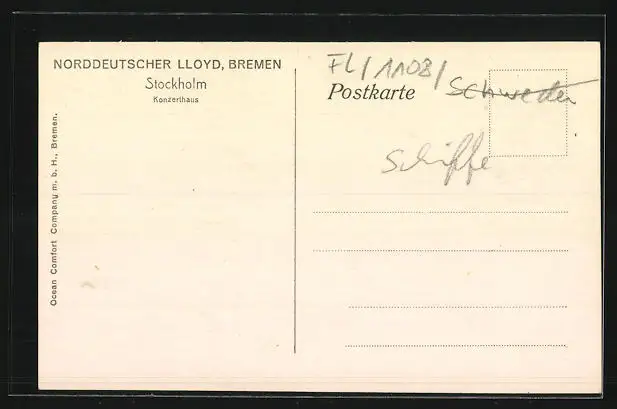 NORDDEUTSCHER LLOYD, BREMEN
Stockholm
Konzerthaus
Ocean Comfort Company m. b. H., Bremen.
FL/1108/
Schweden
Postkarte
Schiffe